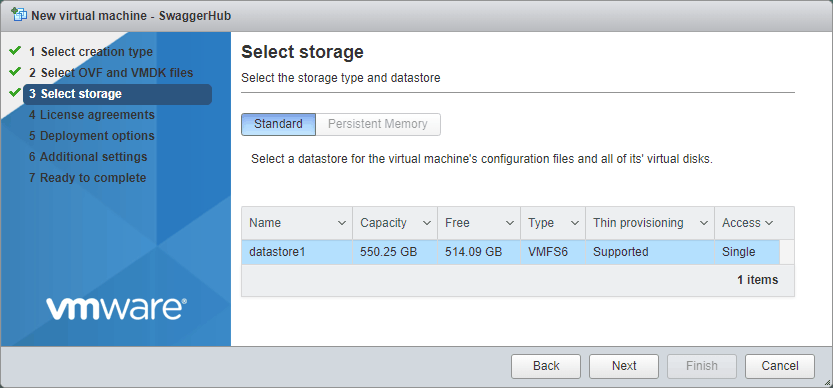 New virtual machine - SwaggerHub
1 Select creation type
2 Select OVF and VMDK files
3 Select storage
4 License agreements
5 Deployment options
6 Additional settings
7 Ready to complete
vmware®
Select storage
Select the storage type and datastore
Standard Persistent Memory
Select a datastore for the virtual machine's configuration files and all of its' virtual disks.
Name Capacity Free Type Thin provisioning Access
datastore1 550.25 GB 514.09 GB VMFS6 Supported Single
1 items
Back Next Finish Cancel